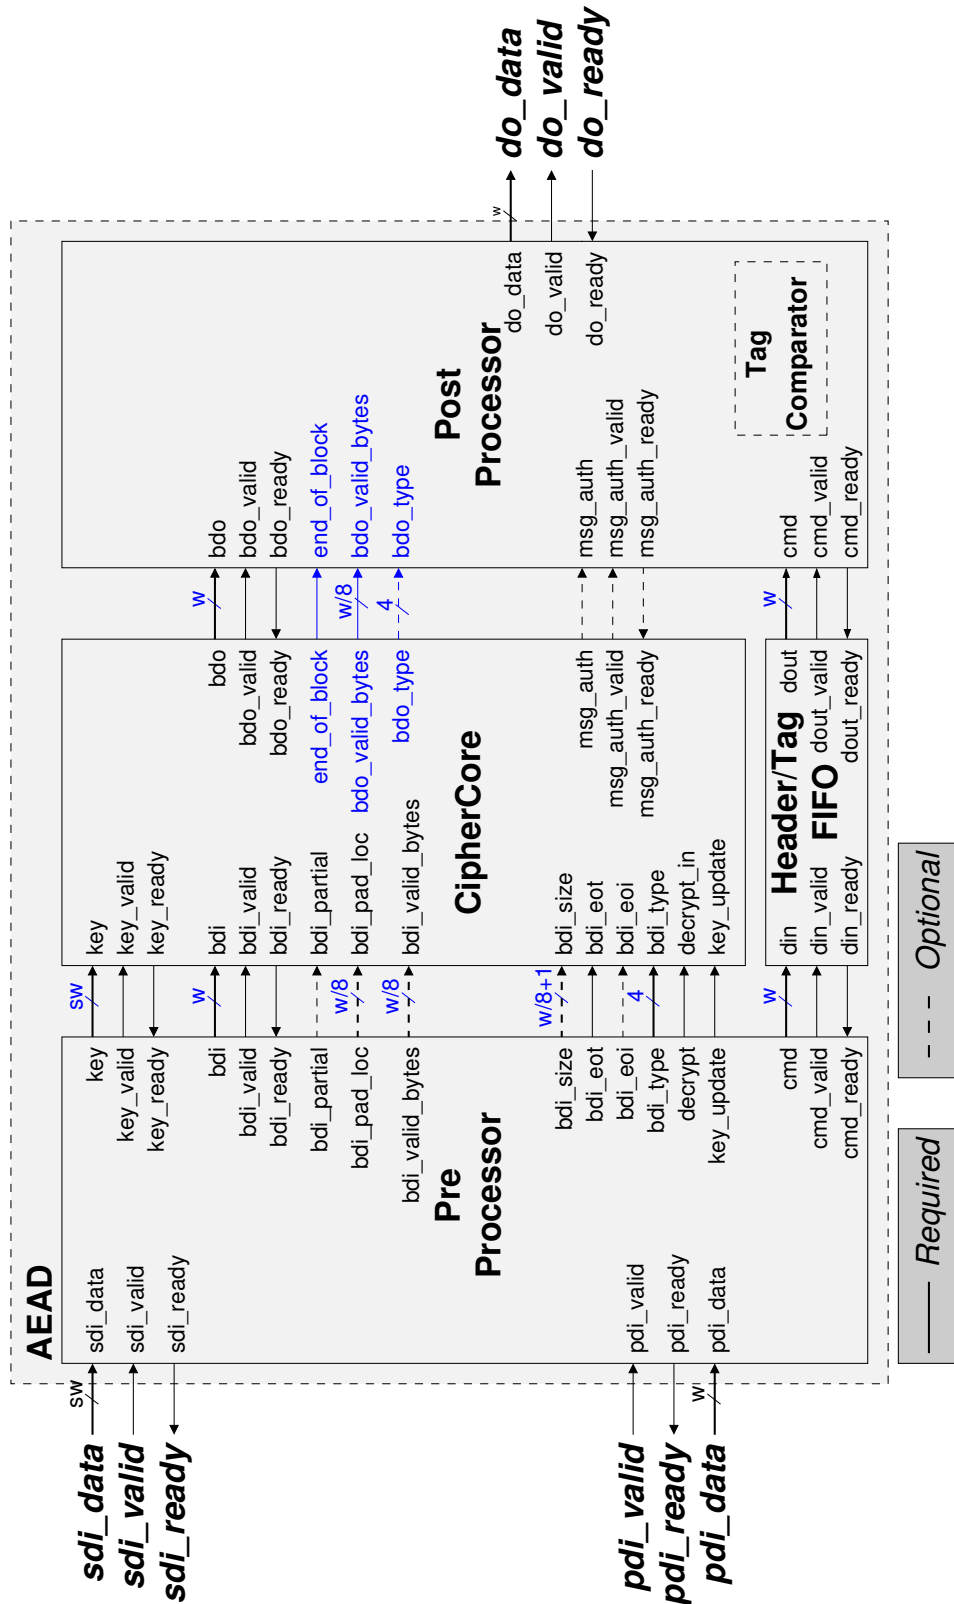 AEAD
sdi_data
sdi_valid
sdi_ready
sw
pdi_valid
pdi_ready
pdi_data
w
sdi_data
sdi_valid
sdi_ready
Pre
Processor
pdi_valid
pdi_ready
pdi_data
key
key_valid
key_ready
bdi
bdi_valid
bdi_ready
bdi_partial
bdi_pad_loc
bdi_valid_bytes
bdi_size
bdi_eot
bdi_eoi
bdi_type
decrypt
key_update
cmd
cmd_valid
cmd_ready
sw
w
w/8
w/8
w/8+1
4
w
key
key_valid
key_ready
bdi
bdi_valid
bdi_ready
bdi_partial
bdi_pad_loc
bdi_valid_bytes
bdi_size
bdi_eot
bdi_eoi
bdi_type
decrypt_in
key_update
CipherCore
bdo
bdo_valid
bdo_ready
end_of_block
bdo_valid_bytes
bdo_type
msg_auth
msg_auth_valid
msg_auth_ready
din
din_valid
din_ready
Header/Tag
FIFO
dout
dout_valid
dout_ready
w
w/8
4
w
bdo
bdo_valid
bdo_ready
end_of_block
bdo_valid_bytes
bdo_type
msg_auth
msg_auth_valid
msg_auth_ready
cmd
cmd_valid
cmd_ready
Post
Processor
Tag
Comparator
do_data
do_valid
do_ready
w
do_data
do_valid
do_ready
Required
Optional